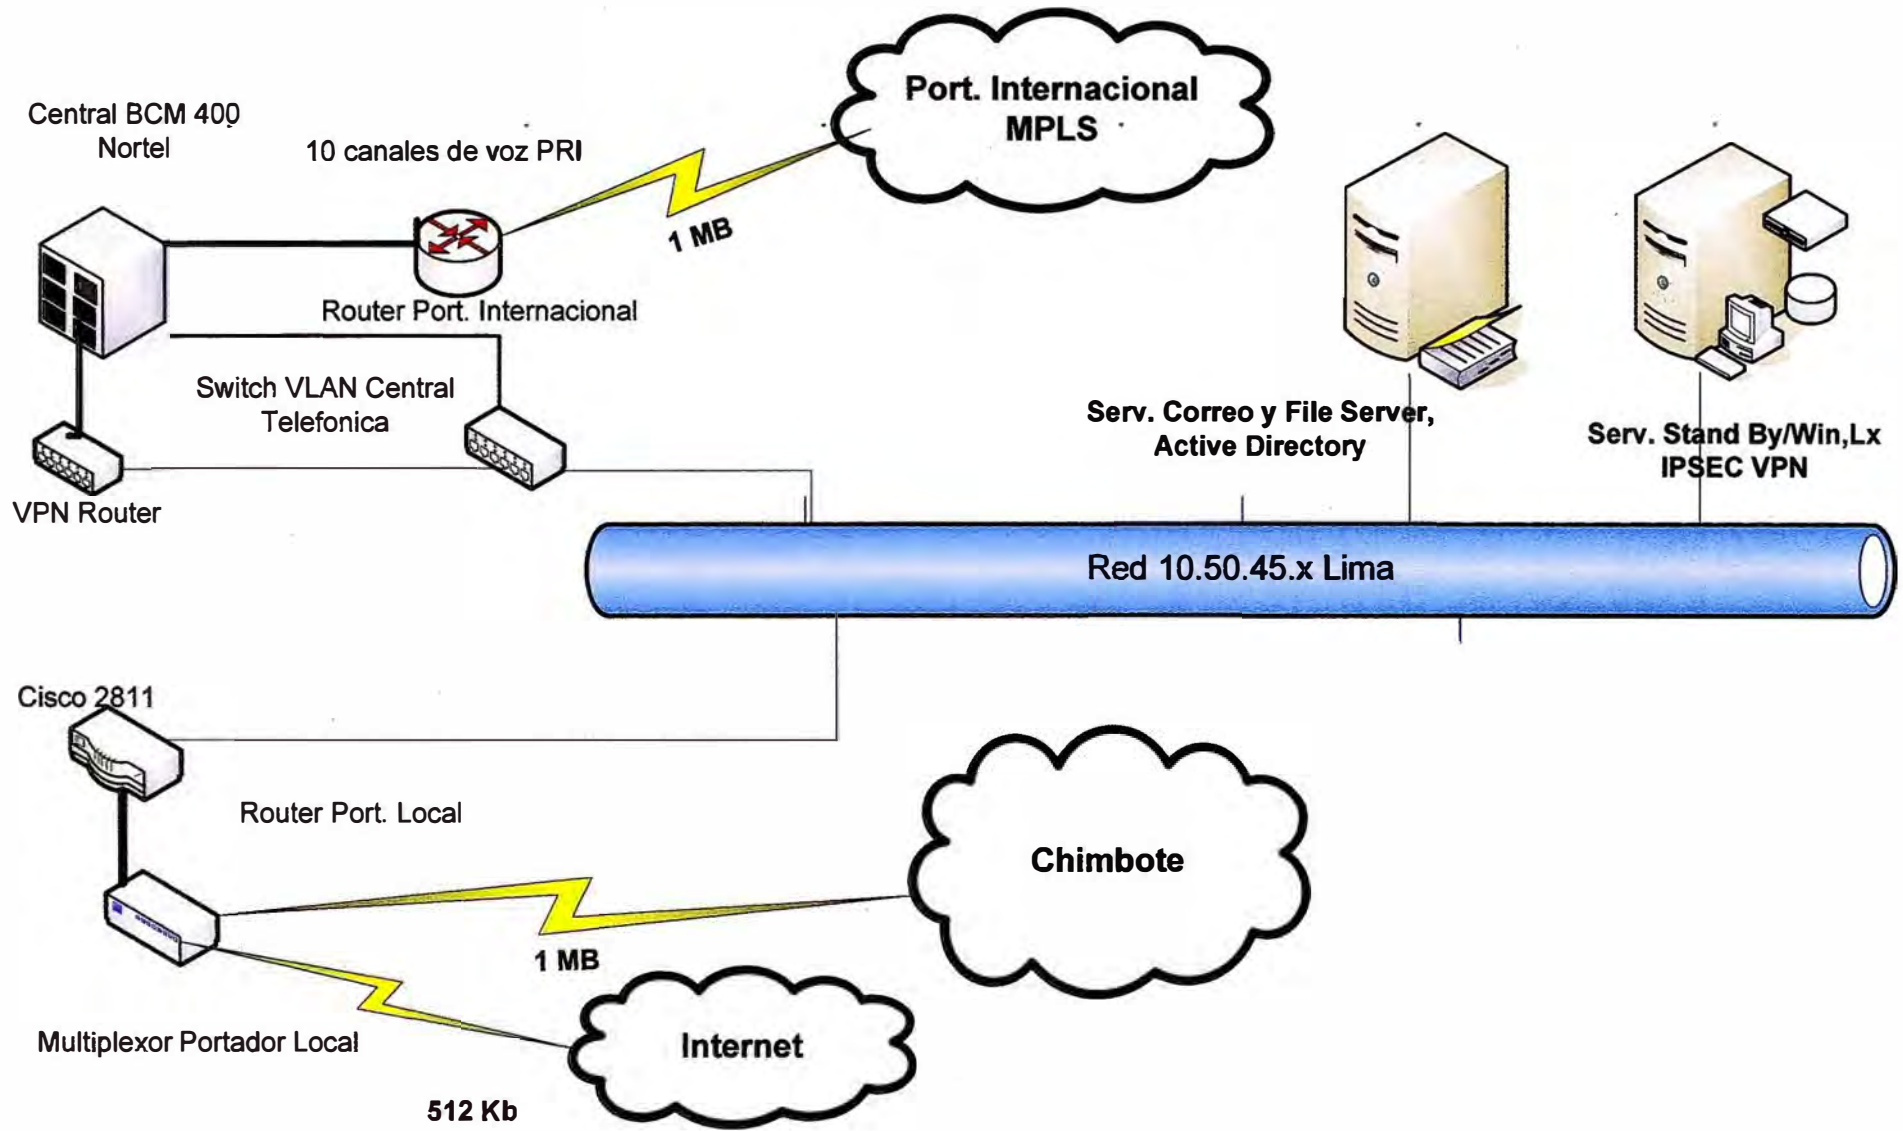 Port. Internacional
MPLS
Central BCM 400
Nortel
10 canales de voz PRI
1 MB
Router Port. Internacional
Switch VLAN Central
Telefonica
VPN Router
Serv. Correo y File Server,
Active Directory
Serv. Stand By/Win,Lx
IPSEC VPN
Red 10.50.45.x Lima
Cisco 2811
Router Port. Local
Chimbote
1 MB
Multiplexor Portador Local
Internet
512 Kb